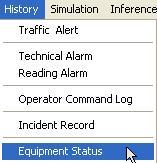 History Simulation Inference
Traffic Alert
Technical Alarm
Reading Alarm
Operator Command Log
Incident Record
Equipment Status